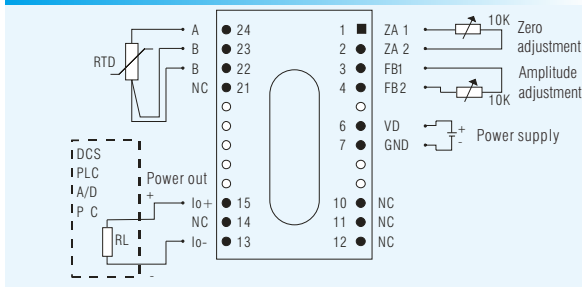 A 24 1 ZA 1 10K Zero
B 23 2 ZA 2 adjustment
RTD
B 22 3 FB1 Amplitude
NC 21 4 FB2 10K adjustment
6 VD + Power supply
7 GND -
DCS
PLC Power out
A/D +
P C Io+ 15 10 NC
NC 14 11 NC
RL Io- 13 12 NC
-